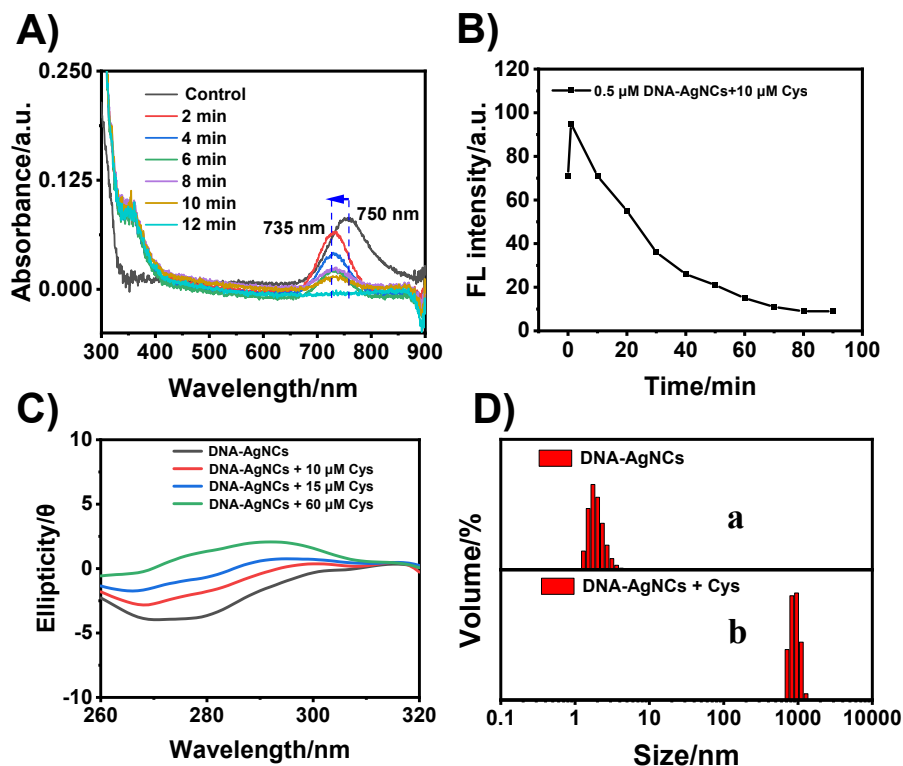 A)
0.250
0.125
0.000
Absorbance/a.u.
Control
2 min
4 min
6 min
8 min
10 min
12 min
735 nm
750 nm
300 400 500 600 700 800 900
Wavelength/nm
B)
120
100
80
60
40
20
0
FL intensity/a.u.
0.5 µM DNA-AgNCs+10 µM Cys
0 20 40 60 80 100
Time/min
C)
10
5
0
-5
-10
Ellipticity/θ
DNA-AgNCs
DNA-AgNCs + 10 µM Cys
DNA-AgNCs + 15 µM Cys
DNA-AgNCs + 60 µM Cys
260 280 300 320
Wavelength/nm
D)
Volume/%
DNA-AgNCs
a
DNA-AgNCs + Cys
b
0.1 1 10 100 1000 10000
Size/nm